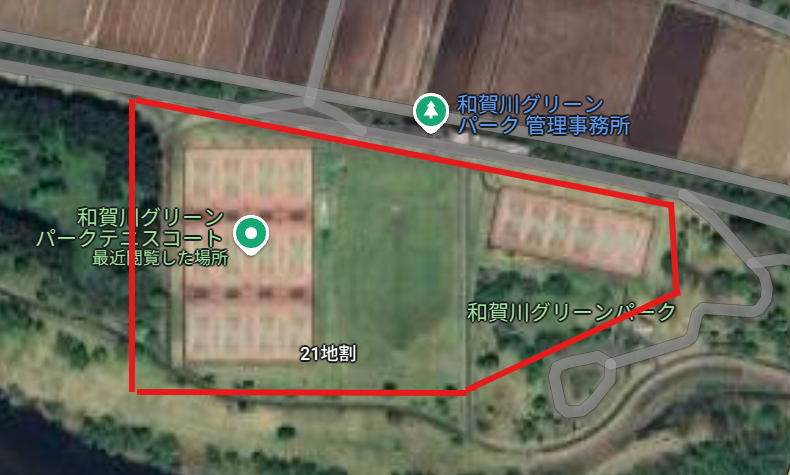 和賀川グリーン
パーク 管理事務所
和賀川グリーン
パークテニスコート
最近閲覧した場所
和賀川グリーンパーク
21地割